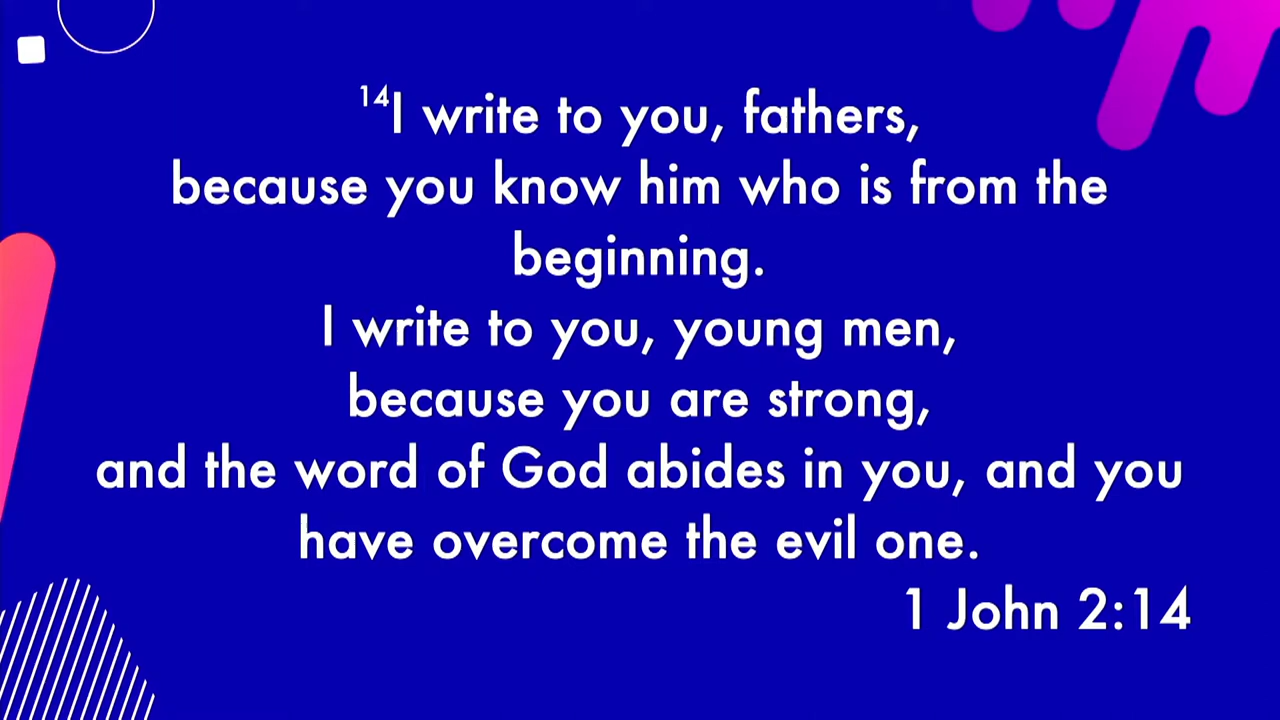 14I write to you, fathers,
because you know him who is from the
beginning.
I write to you, young men,
because you are strong,
and the word of God abides in you, and you
have overcome the evil one.
1 John 2:14